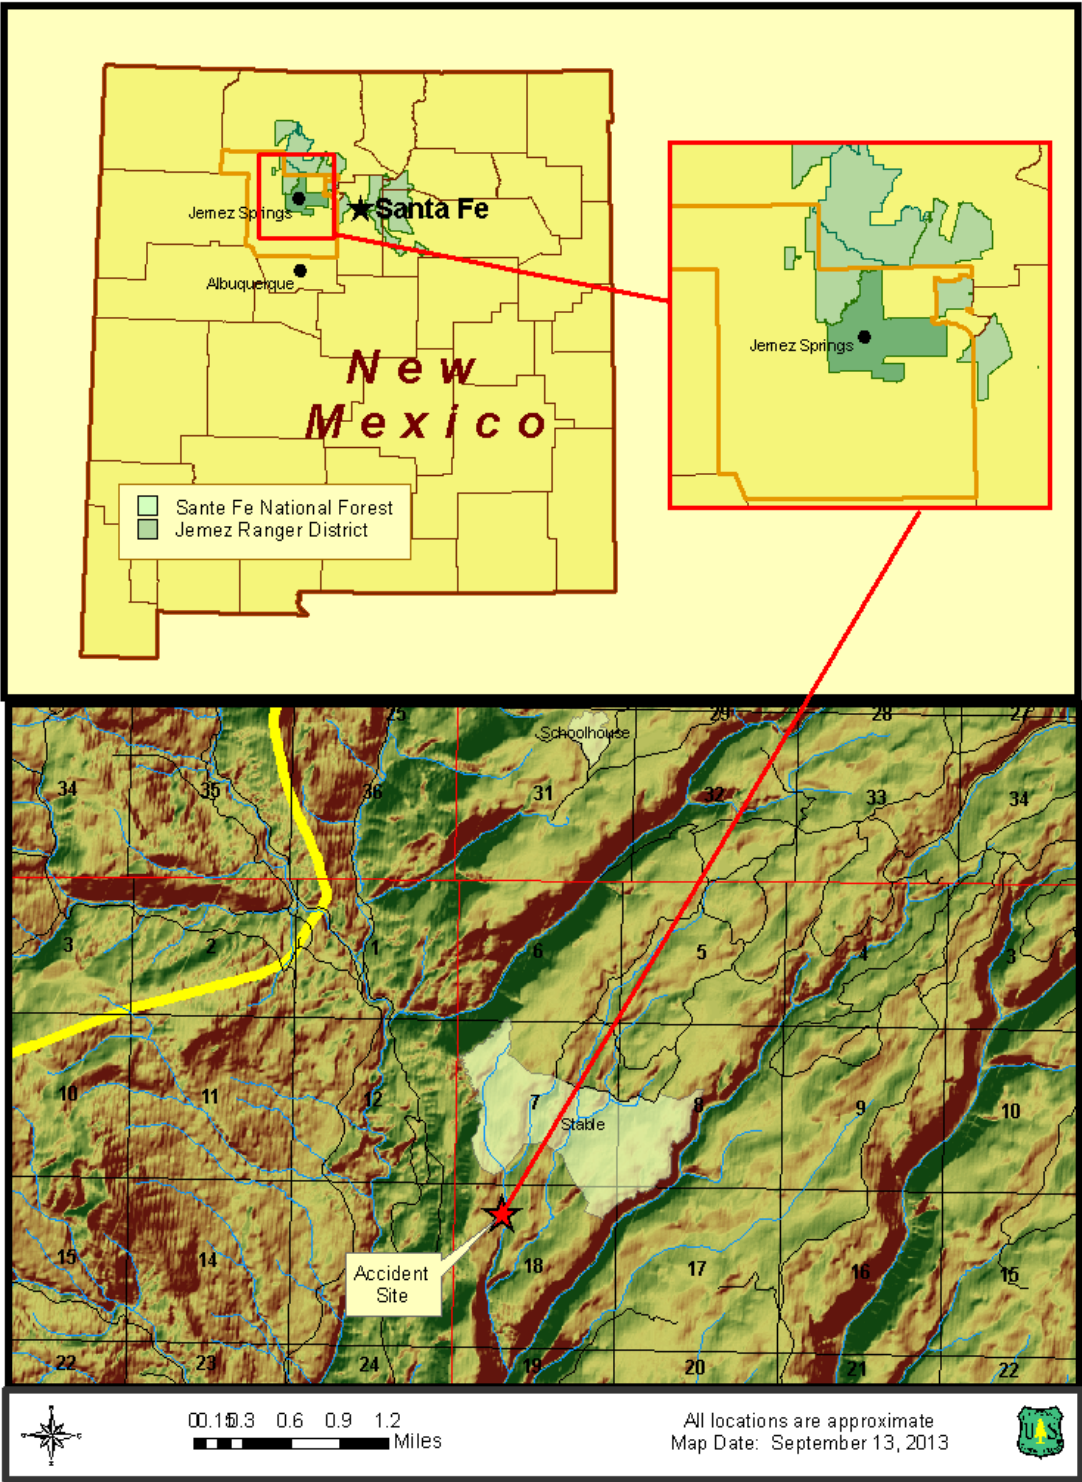 Jemez Springs
Santa Fe
Albuquerque
New
Mexico
Sante Fe National Forest
Jemez Ranger District
Jemez Springs
25
Schoolhouse
29
28
27
34
35
36
31
32
33
34
3
2
1
6
5
4
3
10
11
12
7
8
9
10
Stable
15
14
18
17
16
15
Accident
Site
22
23
24
19
20
21
22
0 0.15 0.3 0.6 0.9 1.2
Miles
All locations are approximate
Map Date: September 13, 2013
US